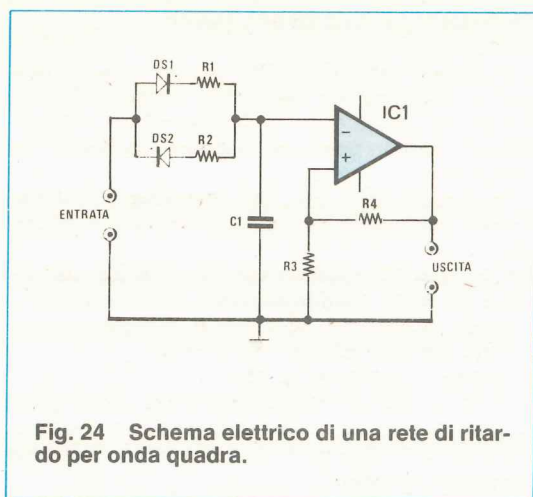 DS1 R1
IC1
DS2 R2
−
+
R4
ENTRATA
C1
R3
USCITA
Fig. 24 Schema elettrico di una rete di ritar-
do per onda quadra.